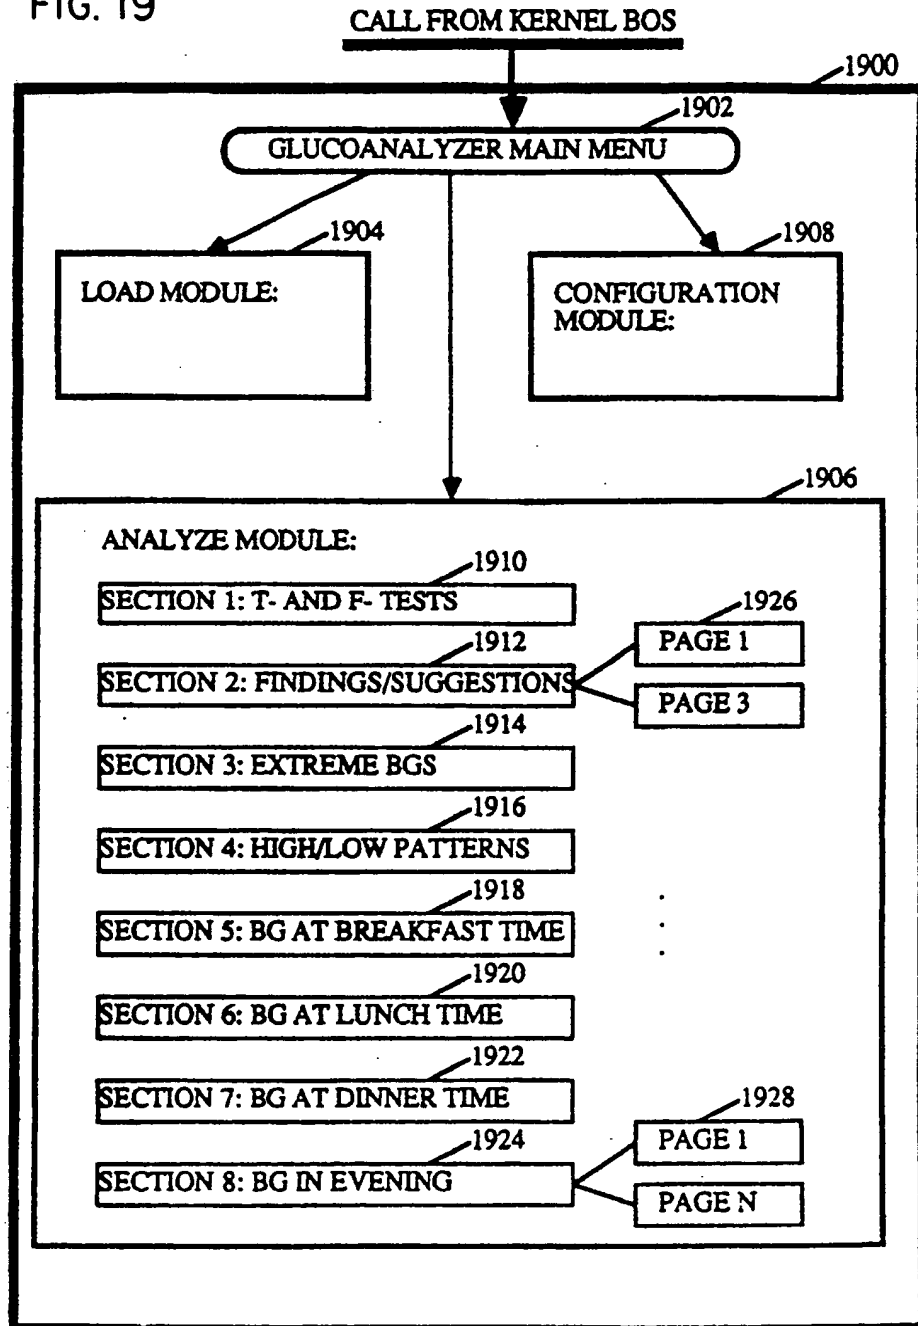 FIG. 19
CALL FROM KERNEL BOS
1900
1902
GLUCOANALYZER MAIN MENU
1904
1908
LOAD MODULE:
CONFIGURATION
MODULE:
1906
ANALYZE MODULE:
1910
SECTION 1: T- AND F- TESTS
1926
PAGE 1
1912
SECTION 2: FINDINGS/SUGGESTIONS
PAGE 3
1914
SECTION 3: EXTREME BGS
1916
SECTION 4: HIGH/LOW PATTERNS
1918
SECTION 5: BG AT BREAKFAST TIME
1920
SECTION 6: BG AT LUNCH TIME
1922
SECTION 7: BG AT DINNER TIME
1928
PAGE 1
1924
SECTION 8: BG IN EVENING
PAGE N